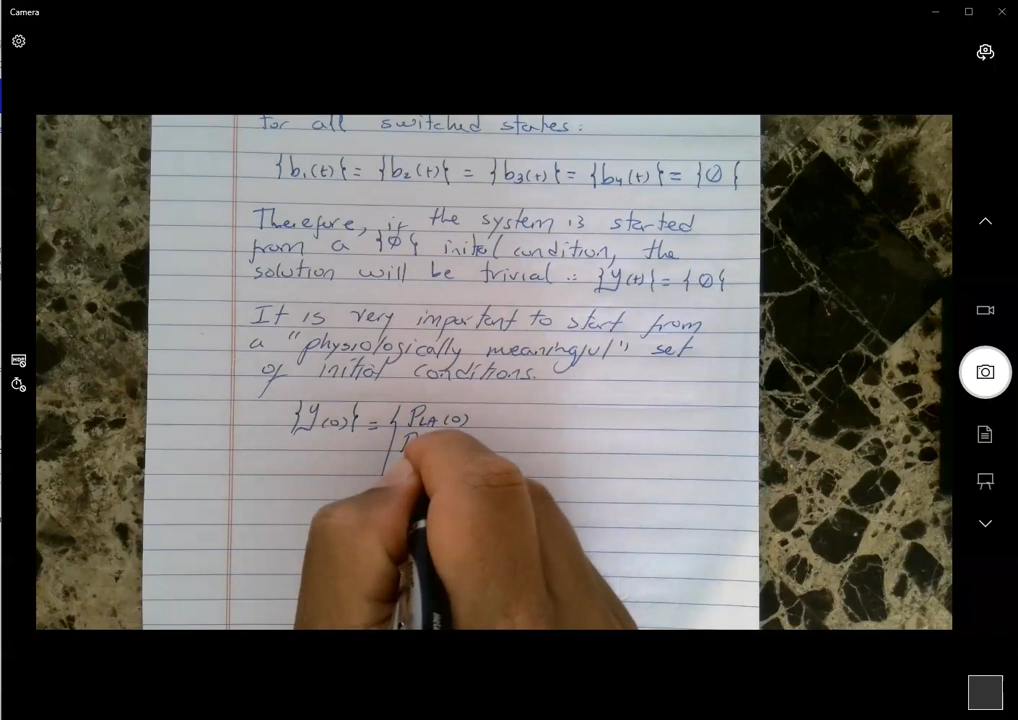 Camera
for all switched states:
{b₁(t)} = {b₂(t)} = {b₃(t)} = {b₄(t)} = {0}
Therefore, if the system is started
from a {0} initial condition, the
solution will be trivial ∴ {y(t)} = {0}
It is very important to start from
a "physiologically meaningful" set
of initial conditions.
{y(0)} = { P_LA(0)